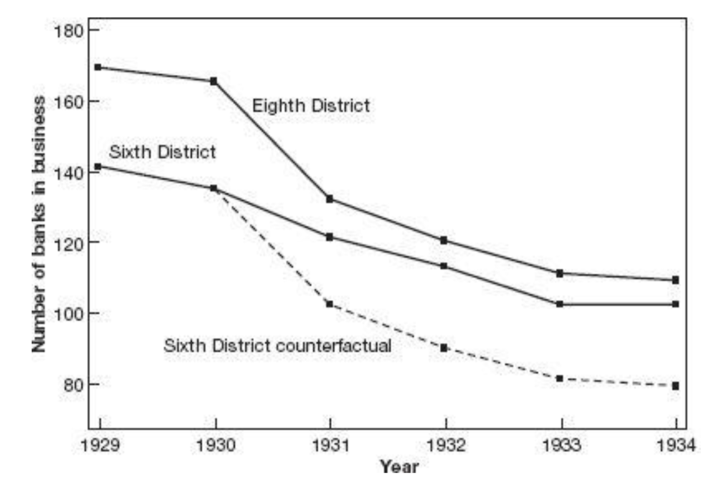 180
160
140
120
100
80
Number of banks in business
Eighth District
Sixth District
Sixth District counterfactual
1929 1930 1931 1932 1933 1934
Year